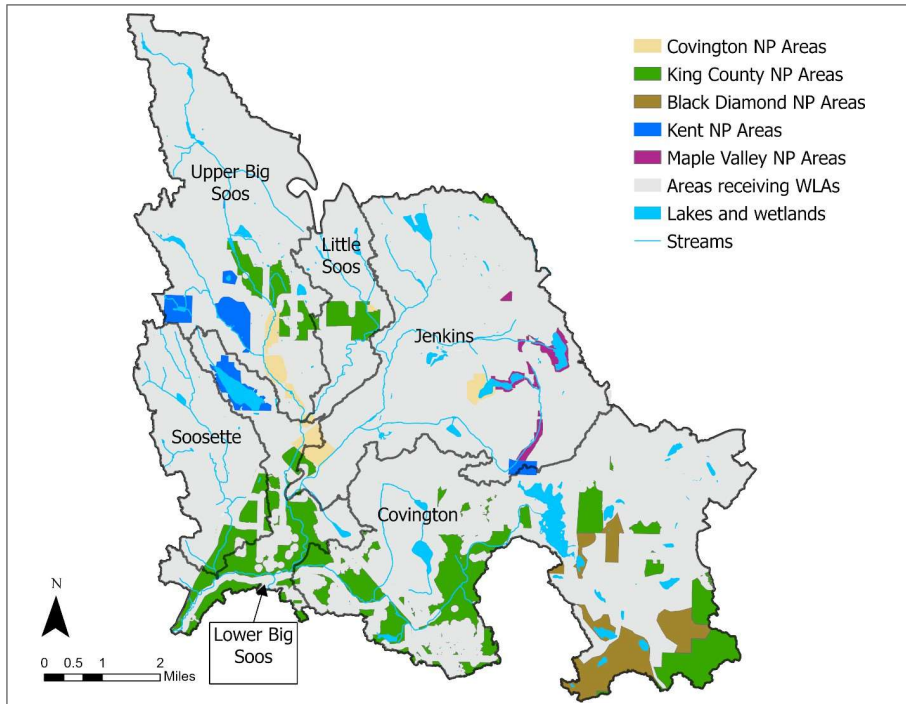 Covington NP Areas
King County NP Areas
Black Diamond NP Areas
Kent NP Areas
Maple Valley NP Areas
Areas receiving WLAs
Lakes and wetlands
Streams
Upper Big
Soos
Little
Soos
Jenkins
Soosette
Covington
Lower Big
Soos
N
0 0.5 1 2
Miles